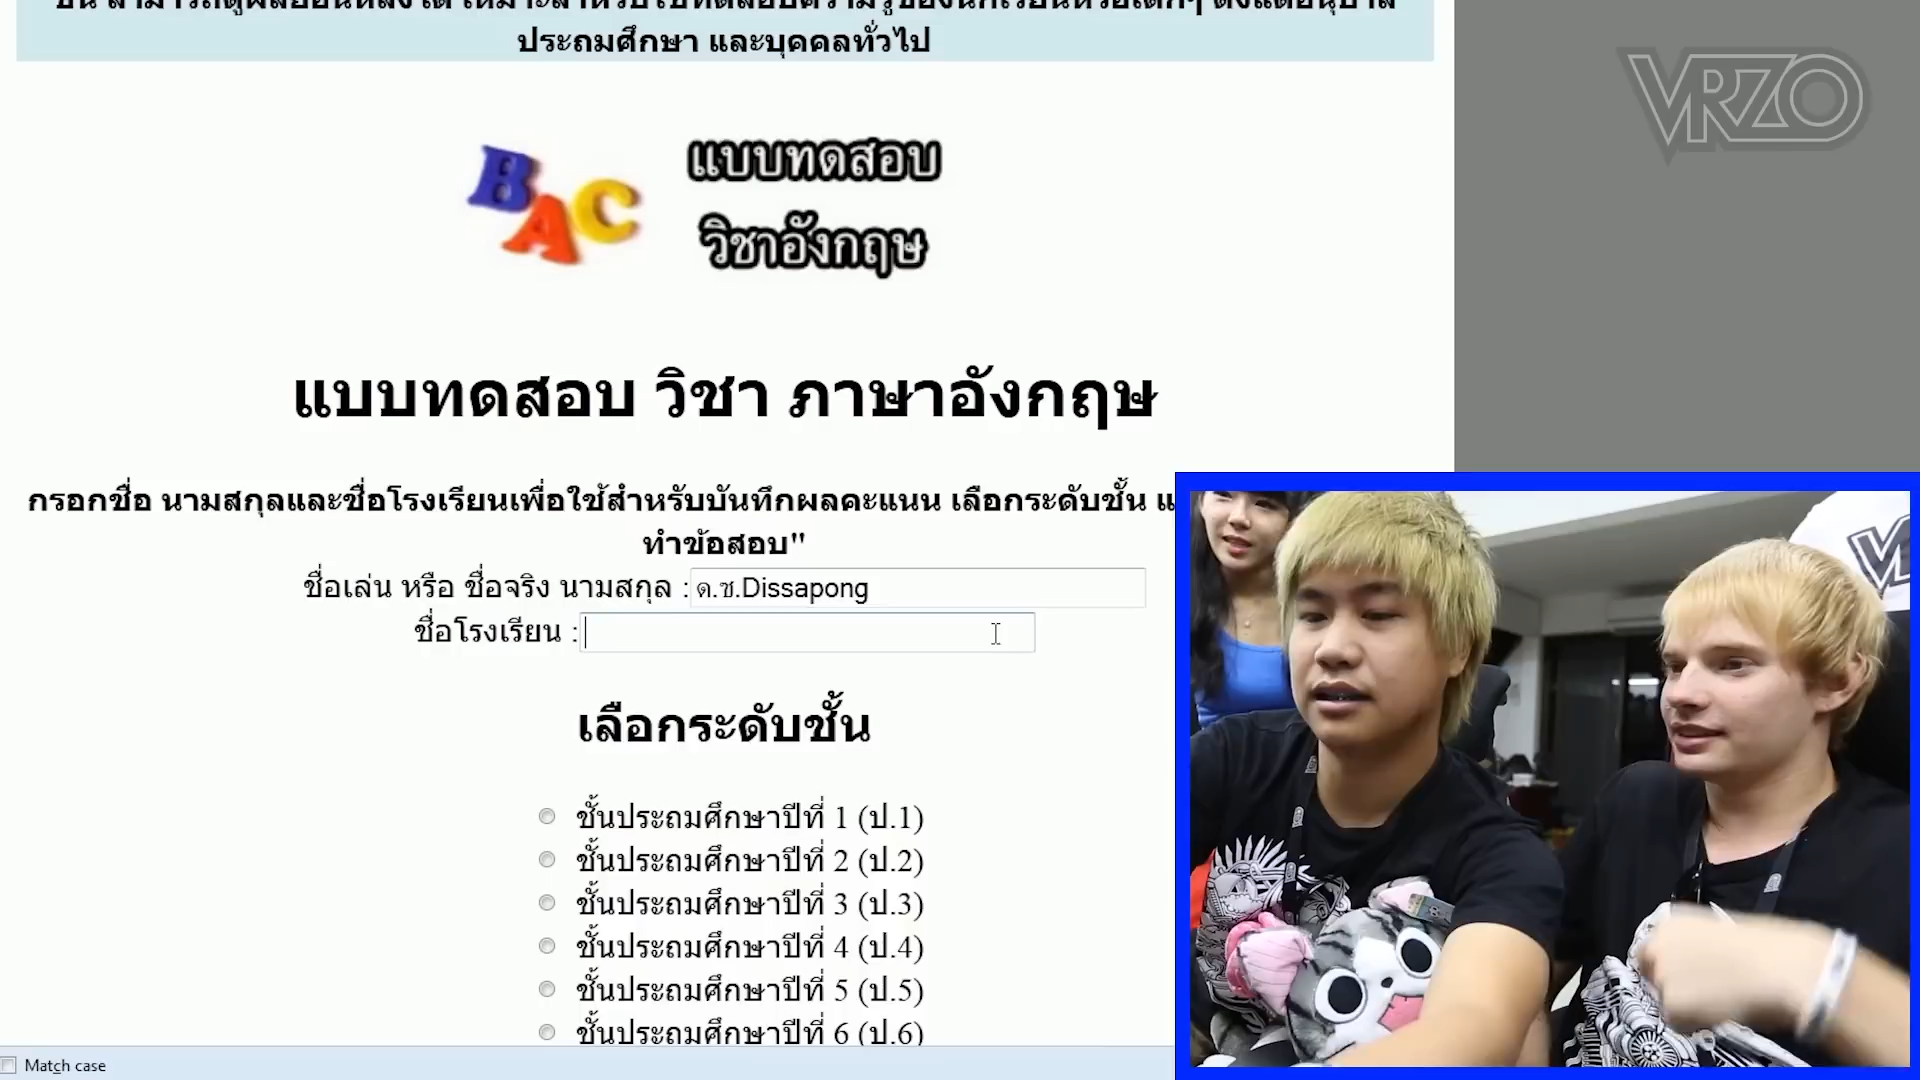 ประถมศึกษา และบุคคลทั่วไป
VRZO
BAC
แบบทดสอบ
วิชาอังกฤษ
แบบทดสอบ วิชา ภาษาอังกฤษ
กรอกชื่อ นามสกุลและชื่อโรงเรียนเพื่อใช้สำหรับบันทึกผลคะแนน เลือกระดับชั้น
ทำข้อสอบ"
ชื่อเล่น หรือ ชื่อจริง นามสกุล :ด.ช.Dissapong
ชื่อโรงเรียน :
เลือกระดับชั้น
ชั้นประถมศึกษาปีที่ 1 (ป.1)
ชั้นประถมศึกษาปีที่ 2 (ป.2)
ชั้นประถมศึกษาปีที่ 3 (ป.3)
ชั้นประถมศึกษาปีที่ 4 (ป.4)
ชั้นประถมศึกษาปีที่ 5 (ป.5)
ชั้นประถมศึกษาปีที่ 6 (ป.6)
Match case